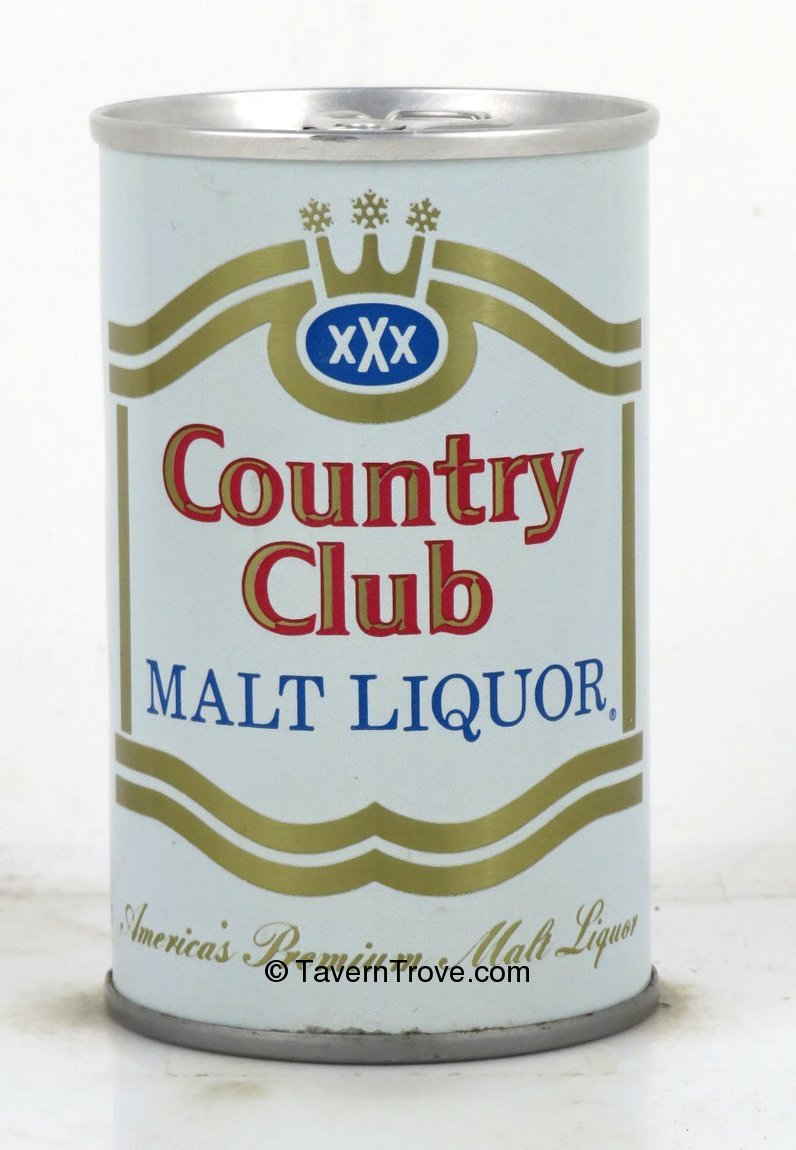 xXx
Country
Club
MALT LIQUOR®
America's Premium Malt Liquor
© TavernTrove.com